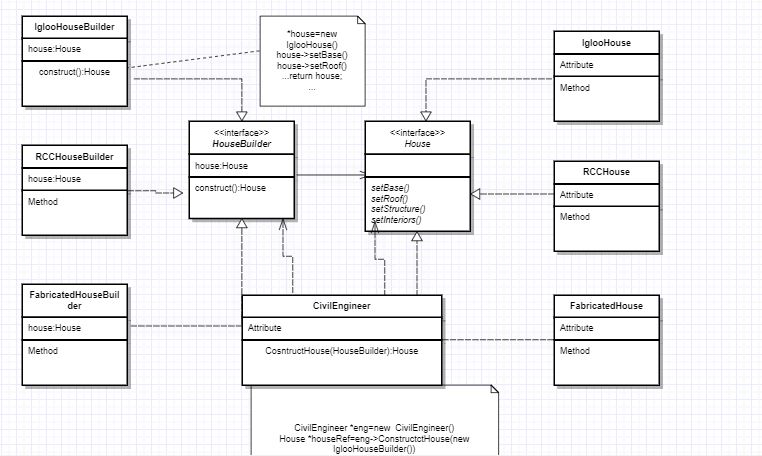 IglooHouseBuilder
house:House
construct():House
*house=new
IglooHouse()
house->setBase()
house->setRoof()
...return house;
...
IglooHouse
Attribute
Method
<<interface>>
HouseBuilder
house:House
construct():House
<<interface>>
House
setBase()
setRoof()
setStructure()
setInteriors()
RCCHouseBuilder
house:House
Method
RCCHouse
Attribute
Method
FabricatedHouseBuil
der
house:House
Method
CivilEngineer
Attribute
CosntructHouse(HouseBuilder):House
FabricatedHouse
Attribute
Method
CivilEngineer *eng=new CivilEngineer()
House *houseRef=eng->ConstructctHouse(new
IglooHouseBuilder())